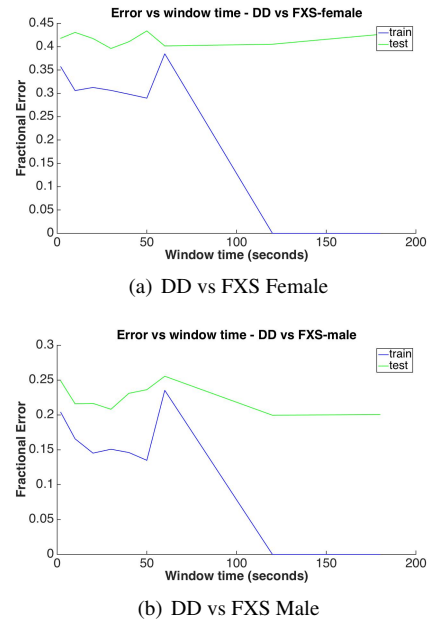 Error vs window time - DD vs FXS-female
train
test
Fractional Error
0.45
0.4
0.35
0.3
0.25
0.2
0.15
0.1
0.05
0
0
50
100
150
200
Window time (seconds)
(a) DD vs FXS Female
Error vs window time - DD vs FXS-male
train
test
Fractional Error
0.3
0.25
0.2
0.15
0.1
0.05
0
0
50
100
150
200
Window time (seconds)
(b) DD vs FXS Male